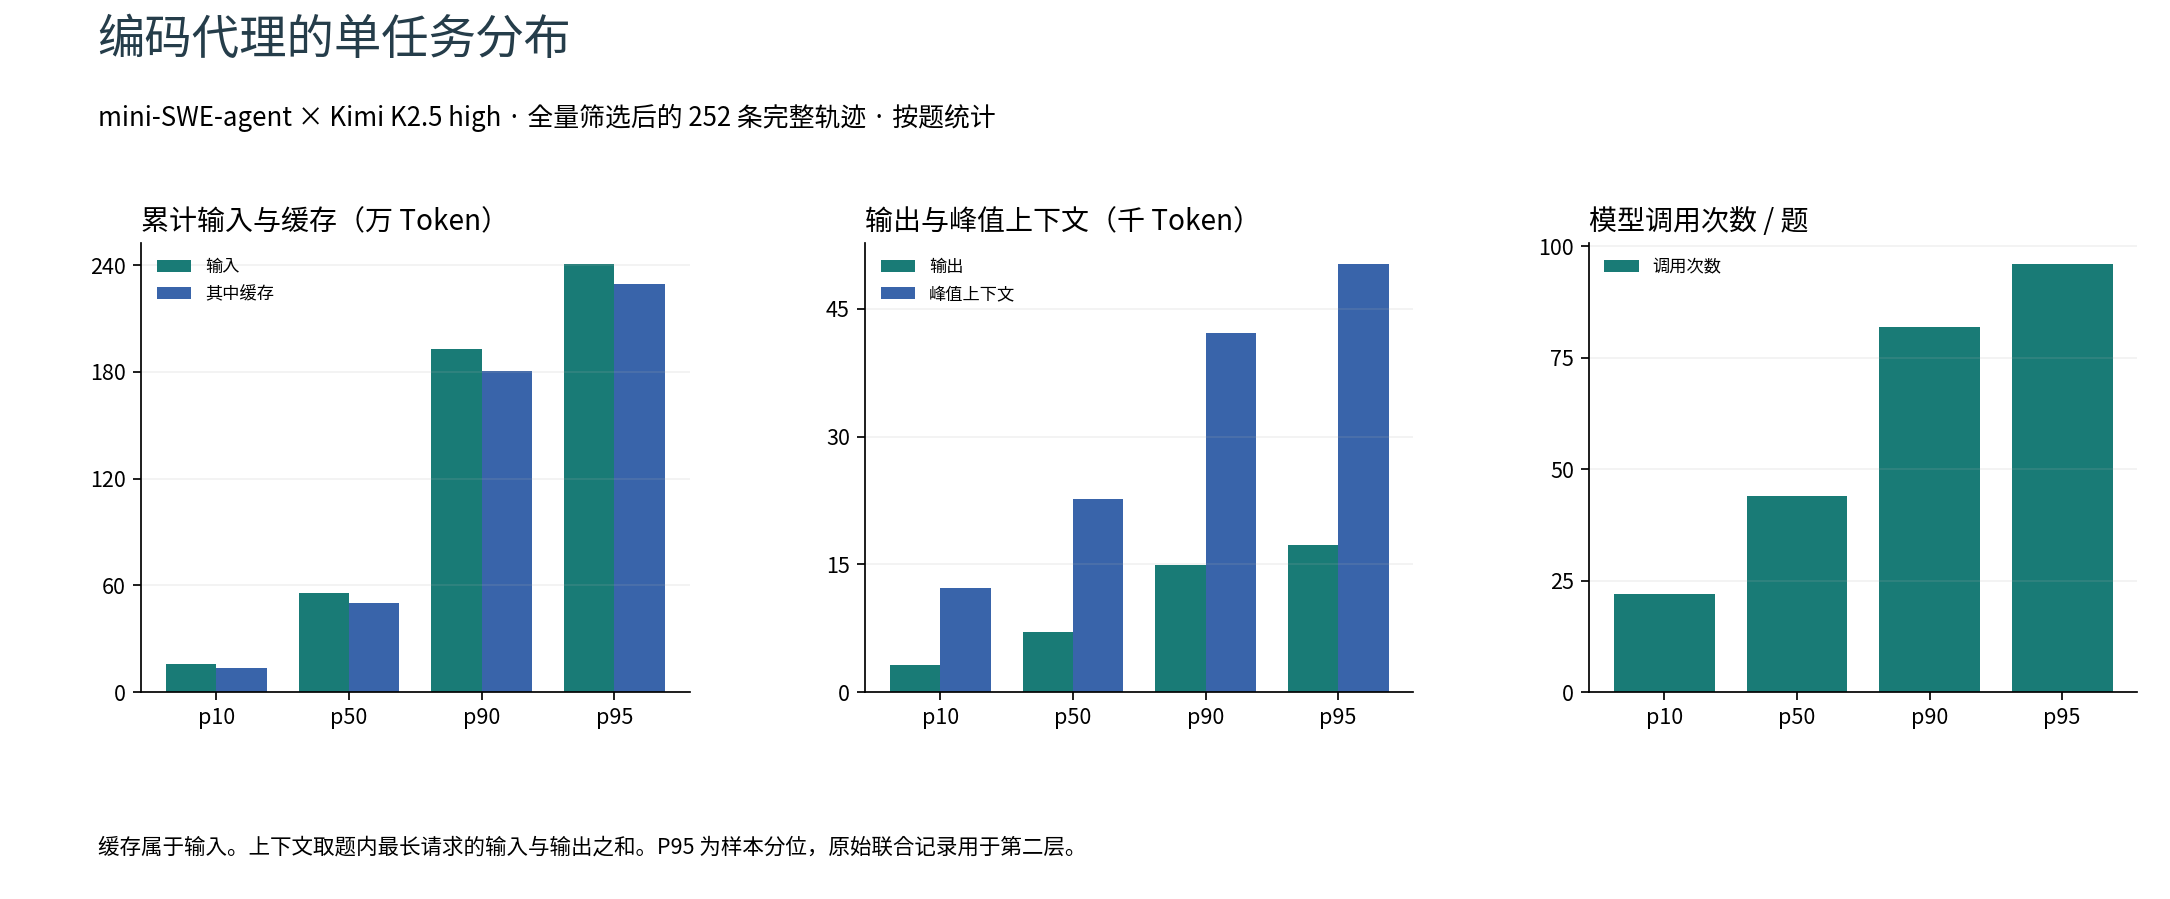 编码代理的单任务分布
mini-SWE-agent × Kimi K2.5 high · 全量筛选后的 252 条完整轨迹 · 按题统计
累计输入与缓存（万 Token）
输入
其中缓存
240
180
120
60
0
p10 p50 p90 p95
输出与峰值上下文（千 Token）
输出
峰值上下文
45
30
15
0
p10 p50 p90 p95
模型调用次数 / 题
调用次数
100
75
50
25
0
p10 p50 p90 p95
缓存属于输入。上下文取题内最长请求的输入与输出之和。P95 为样本分位，原始联合记录用于第二层。